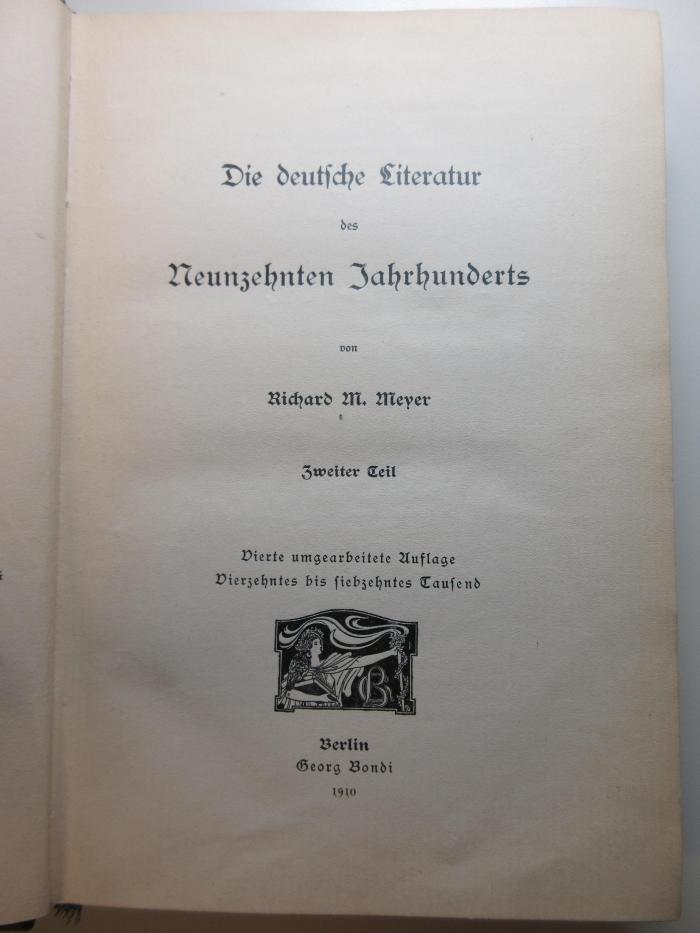 Die deutſche Literatur
des
Neunzehnten Jahrhunderts
von
Richard M. Meyer
Zweiter Teil
Vierte umgearbeitete Auflage
Vierzehntes bis ſiebzehntes Tauſend
GB
Berlin
Georg Bondi
1910